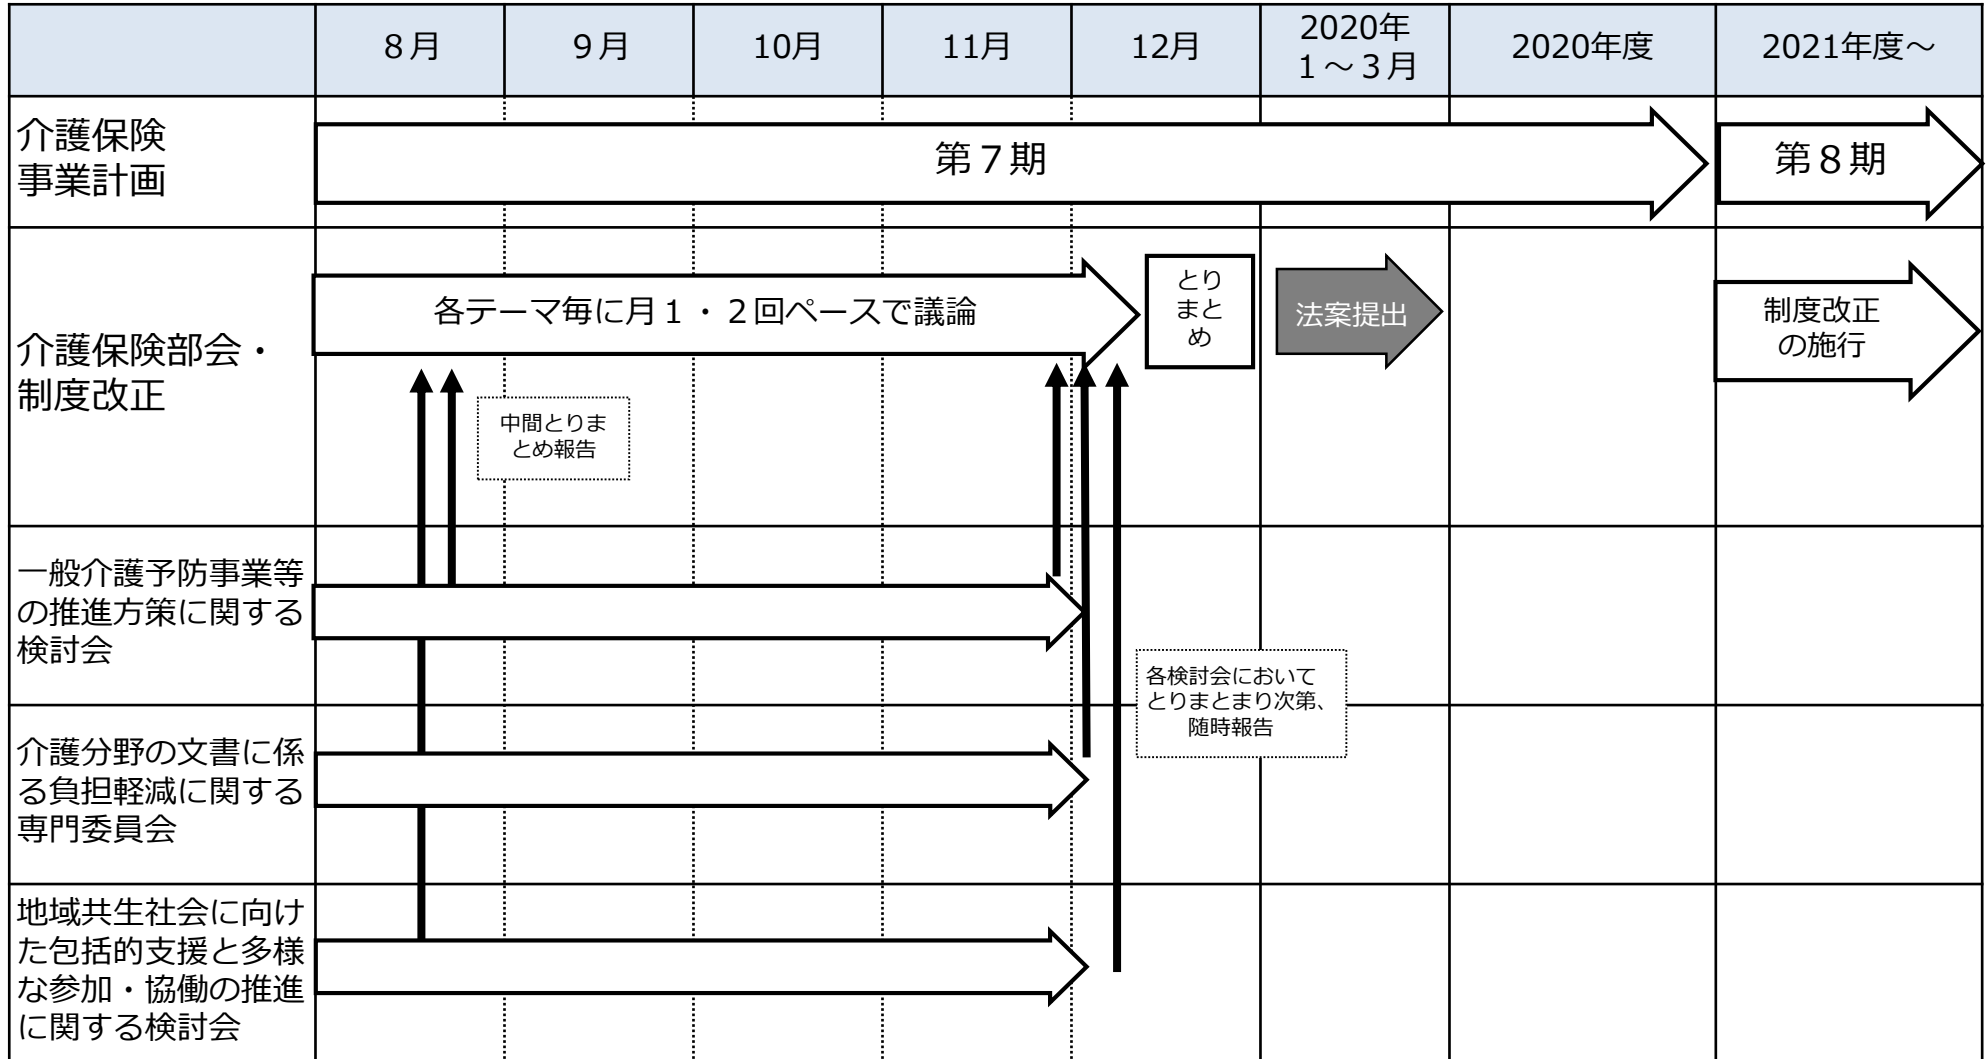 ８月
９月
10月
11月
12月
2020年
１～３月
2020年度
2021年度～
介護保険
事業計画
第７期
第８期
介護保険部会・
制度改正
各テーマ毎に月１・２回ペースで議論
とり
まと
め
法案提出
制度改正
の施行
中間とりま
とめ報告
一般介護予防事業等
の推進方策に関する
検討会
各検討会において
とりまとまり次第、
随時報告
介護分野の文書に係
る負担軽減に関する
専門委員会
地域共生社会に向け
た包括的支援と多様
な参加・協働の推進
に関する検討会